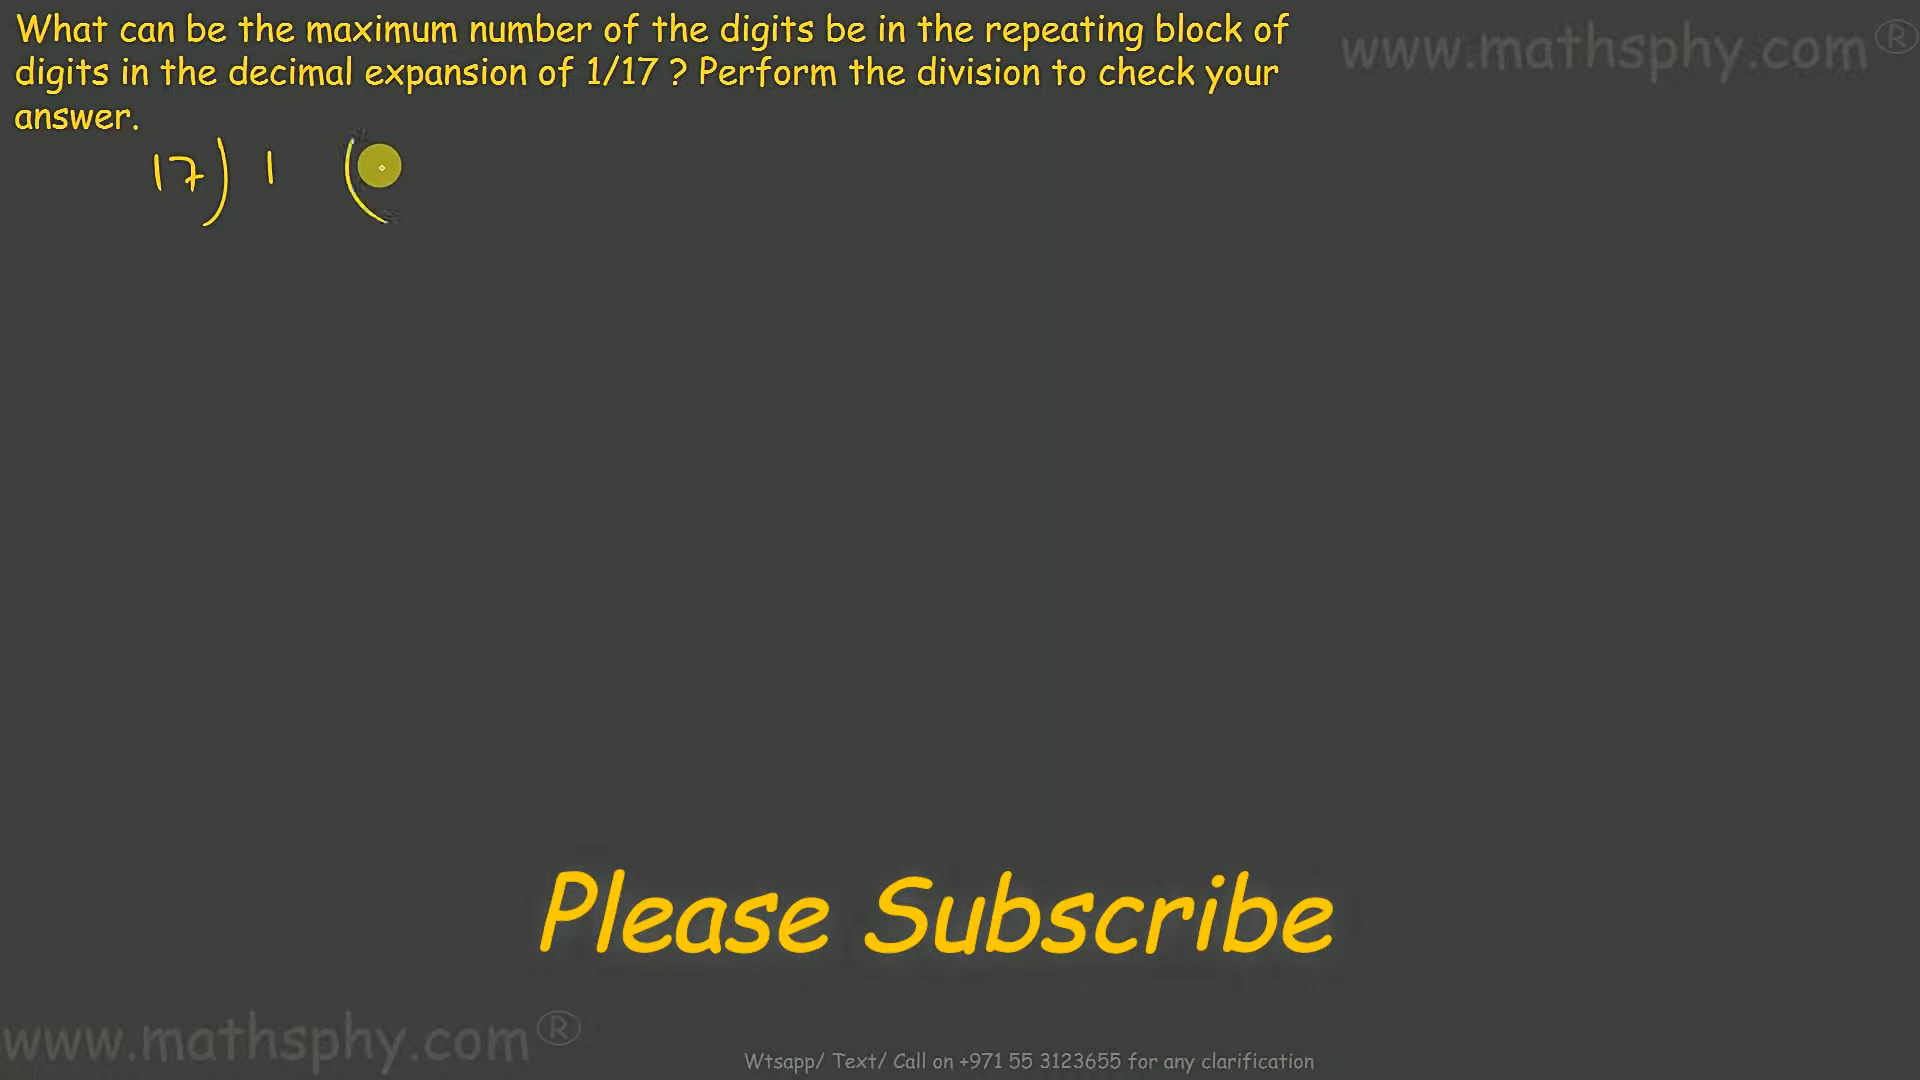 What can be the maximum number of the digits be in the repeating block of
digits in the decimal expansion of 1/17 ? Perform the division to check your
answer.
www.mathsphy.com®
17) 1 (
Please Subscribe
www.mathsphy.com®
Wtsapp/ Text/ Call on +971 55 3123655 for any clarification